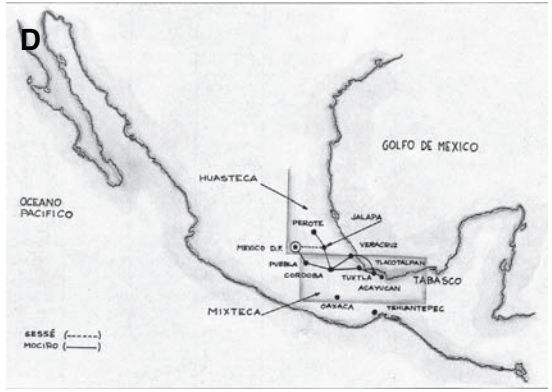 D
GOLFO DE MEXICO
HUASTECA
OCEANO
PACIFICO
JALAPA
PEROTE
MEXICO D.F.
VERACRUZ
PUEBLA
TLACOTALPAN
CORDOBA
TUXTLA
TABASCO
ACAYUCAN
MIXTECA
OAXACA
TEHUANTEPEC
SESSÉ (------)
MOCIÑO (———)